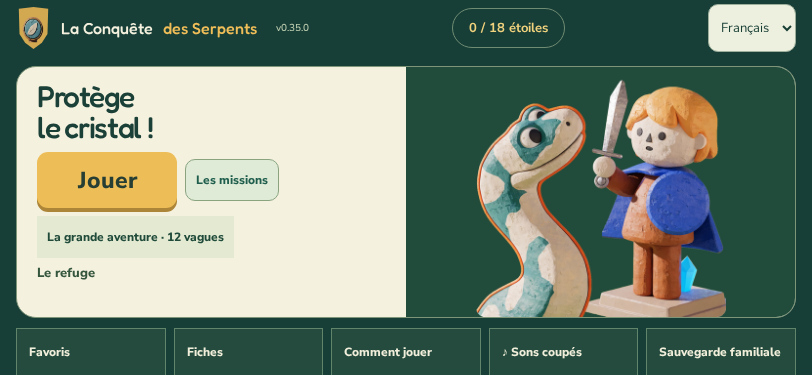 La Conquête des Serpents v0.35.0
0 / 18 étoiles
Français
Protège
le cristal !
Jouer
Les missions
La grande aventure · 12 vagues
Le refuge
Favoris
Fiches
Comment jouer
♪ Sons coupés
Sauvegarde familiale